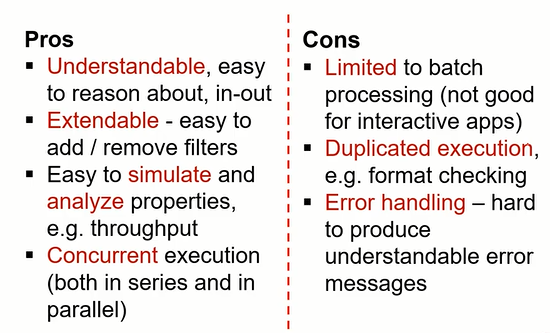 Pros
▪ Understandable, easy
to reason about, in-out
▪ Extendable - easy to
add / remove filters
▪ Easy to simulate and
analyze properties,
e.g. throughput
▪ Concurrent execution
(both in series and in
parallel)
Cons
▪ Limited to batch
processing (not good
for interactive apps)
▪ Duplicated execution,
e.g. format checking
▪ Error handling – hard
to produce
understandable error
messages